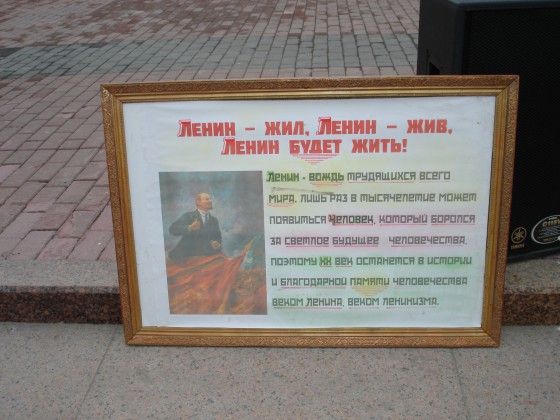 Ленин – жил, Ленин – жив,
Ленин будет жить!
Ленин - вождь трудящихся всего
мира. Лишь раз в тысячелетие может
появиться Человек, который боролся
за светлое будущее человечества,
поэтому XX век останется в истории
и благодарной памяти человечества
веком Ленина, веком ленинизма.
YAMAHA